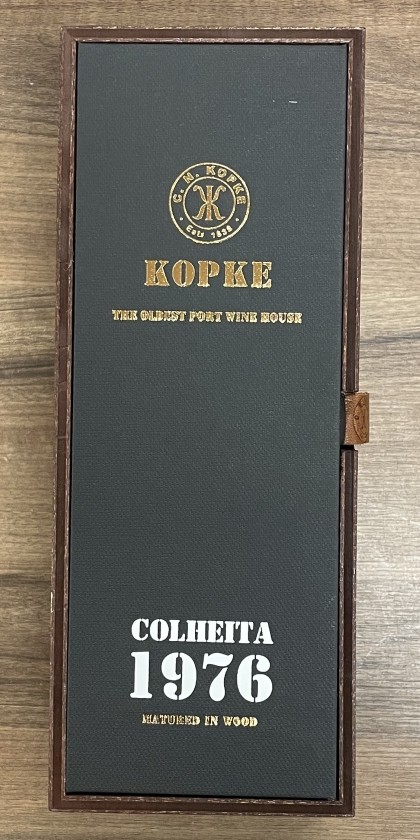 C. N. KOPKE
Estd 1638
KOPKE
THE OLDEST PORT WINE HOUSE
COLHEITA
1976
MATURED IN WOOD